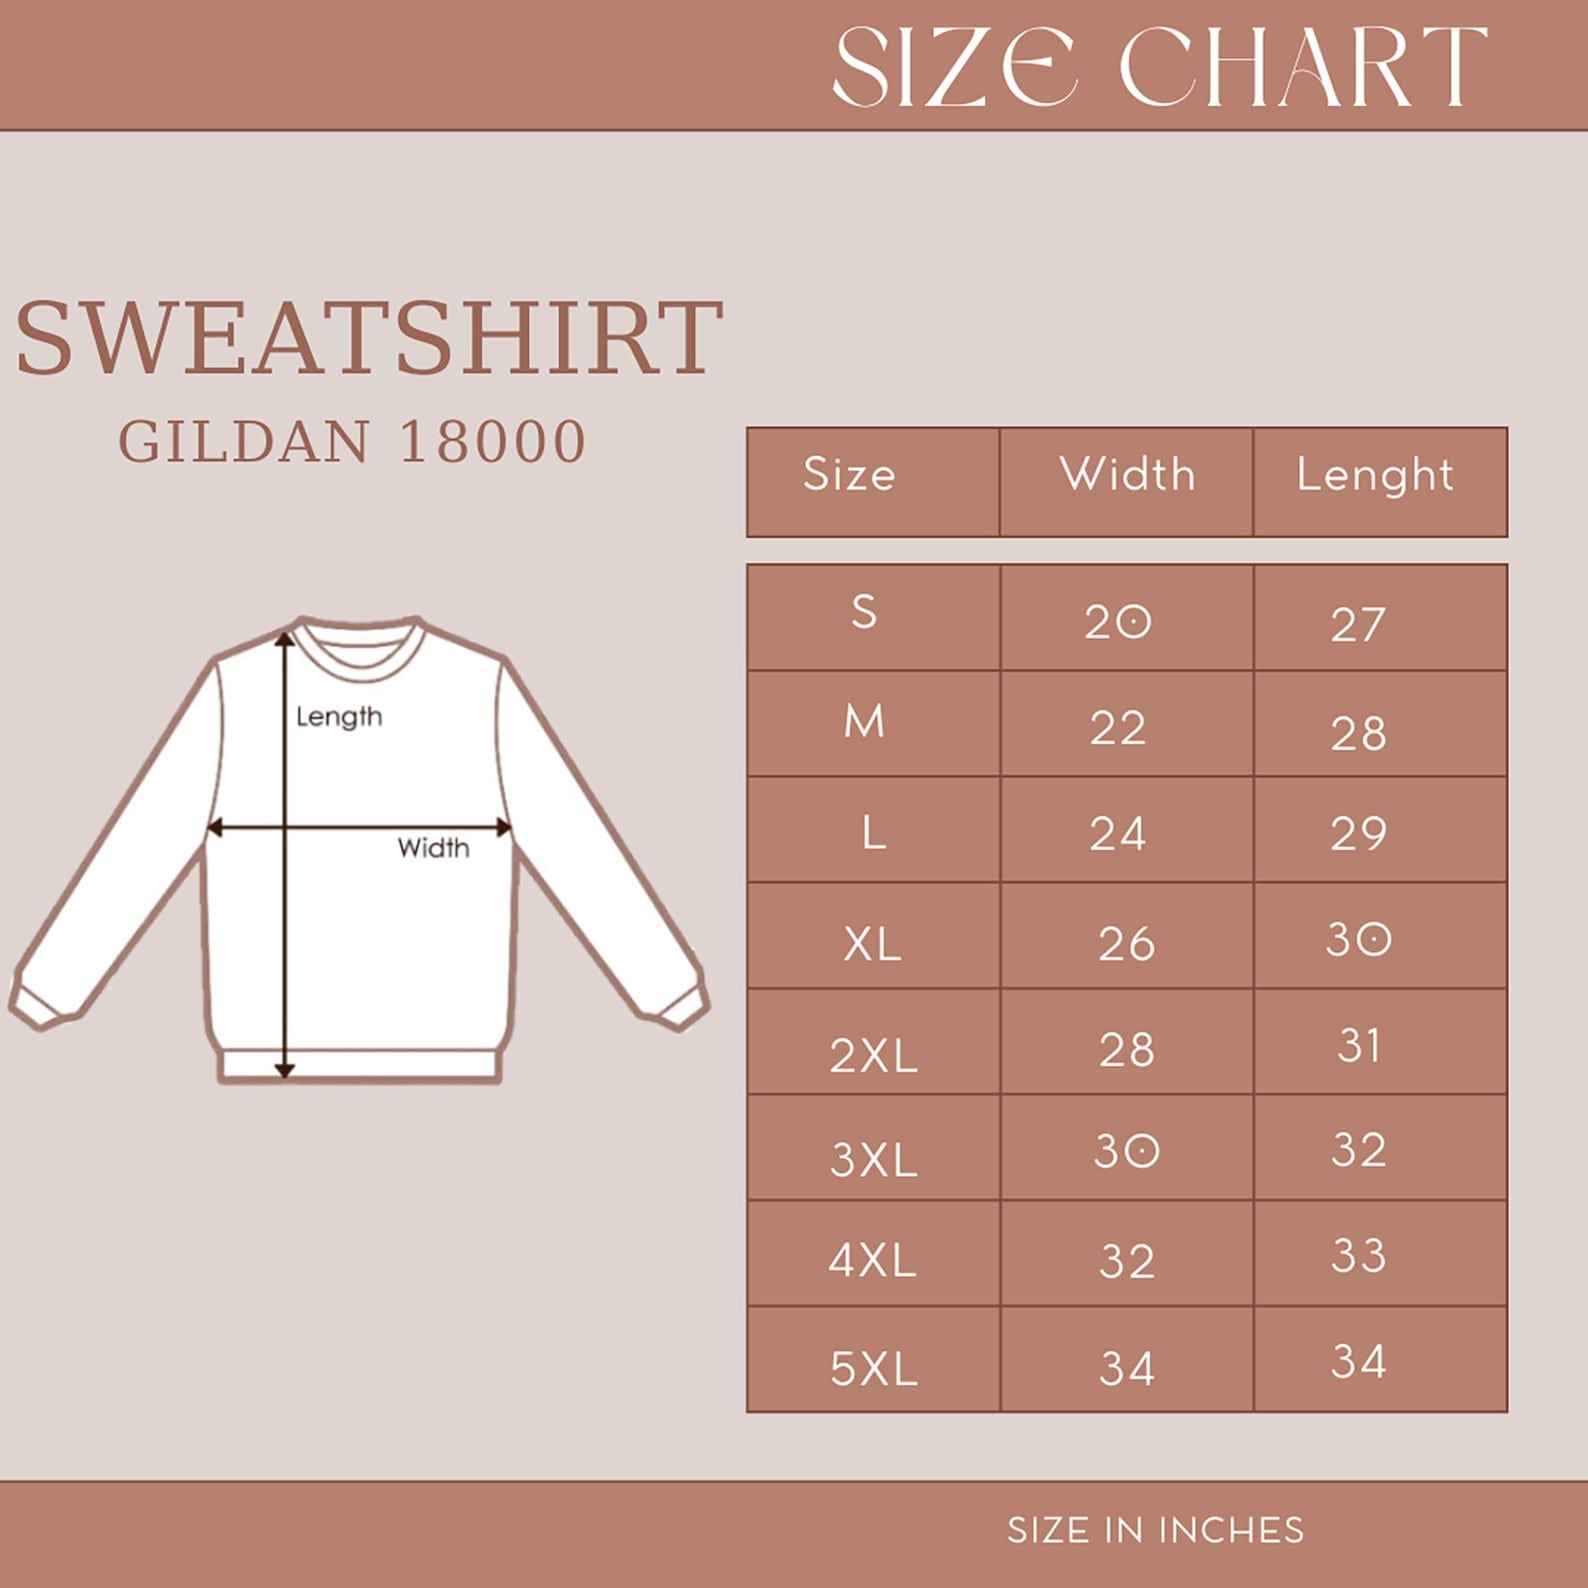 SIZE CHART
SWEATSHIRT
GILDAN 18000
Length
Width
Size Width Lenght
S 20 27
M 22 28
L 24 29
XL 26 30
2XL 28 31
3XL 30 32
4XL 32 33
5XL 34 34
SIZE IN INCHES